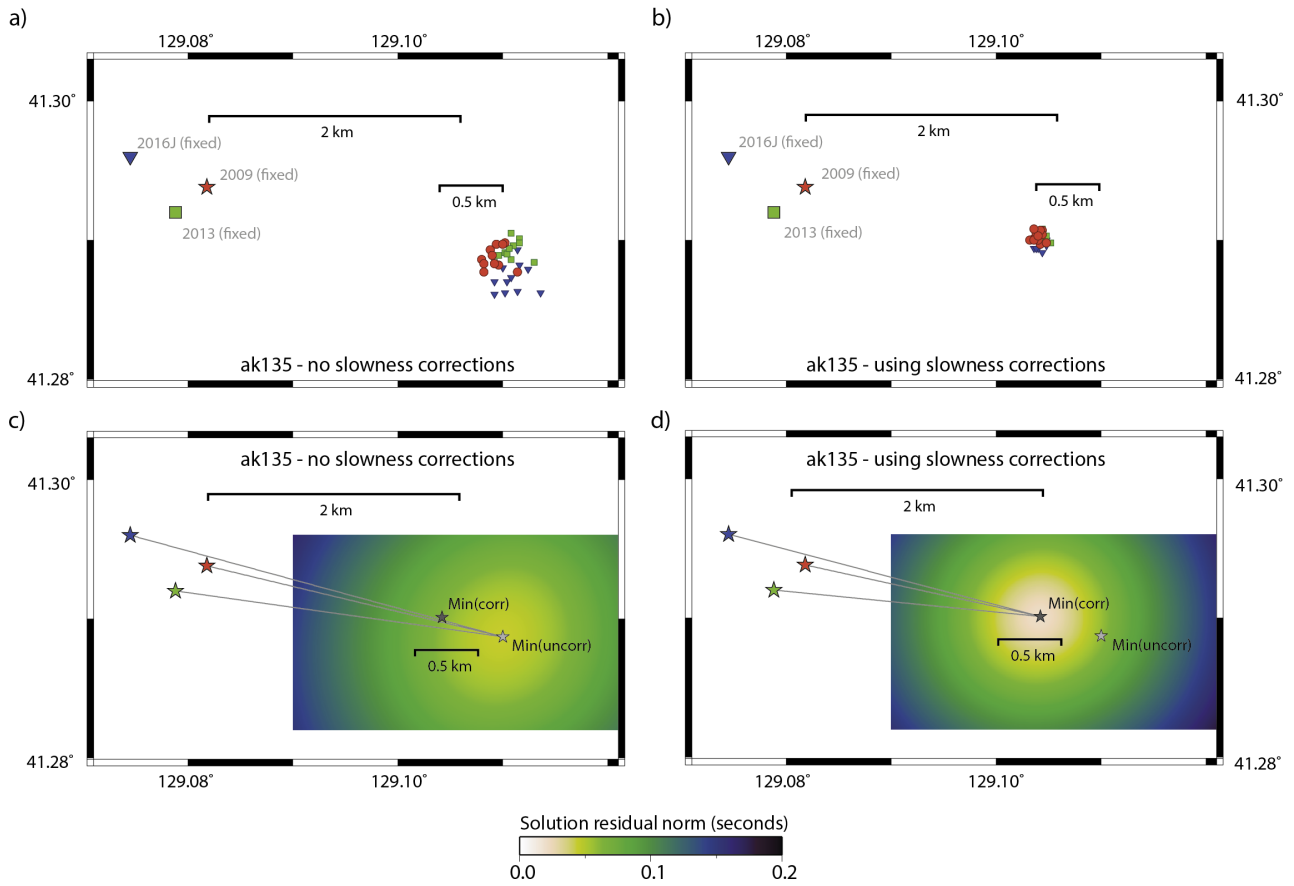 a)
129.08˚
129.10˚
41.30˚
2 km
2016J (fixed)
2009 (fixed)
0.5 km
2013 (fixed)
ak135 - no slowness corrections
41.28˚
b)
129.08˚
129.10˚
41.30˚
2 km
2016J (fixed)
2009 (fixed)
0.5 km
2013 (fixed)
ak135 - using slowness corrections
41.28˚
c)
ak135 - no slowness corrections
41.30˚
2 km
Min(corr)
Min(uncorr)
0.5 km
41.28˚
129.08˚
129.10˚
d)
ak135 - using slowness corrections
41.30˚
2 km
Min(corr)
Min(uncorr)
0.5 km
41.28˚
129.08˚
129.10˚
Solution residual norm (seconds)
0.0
0.1
0.2